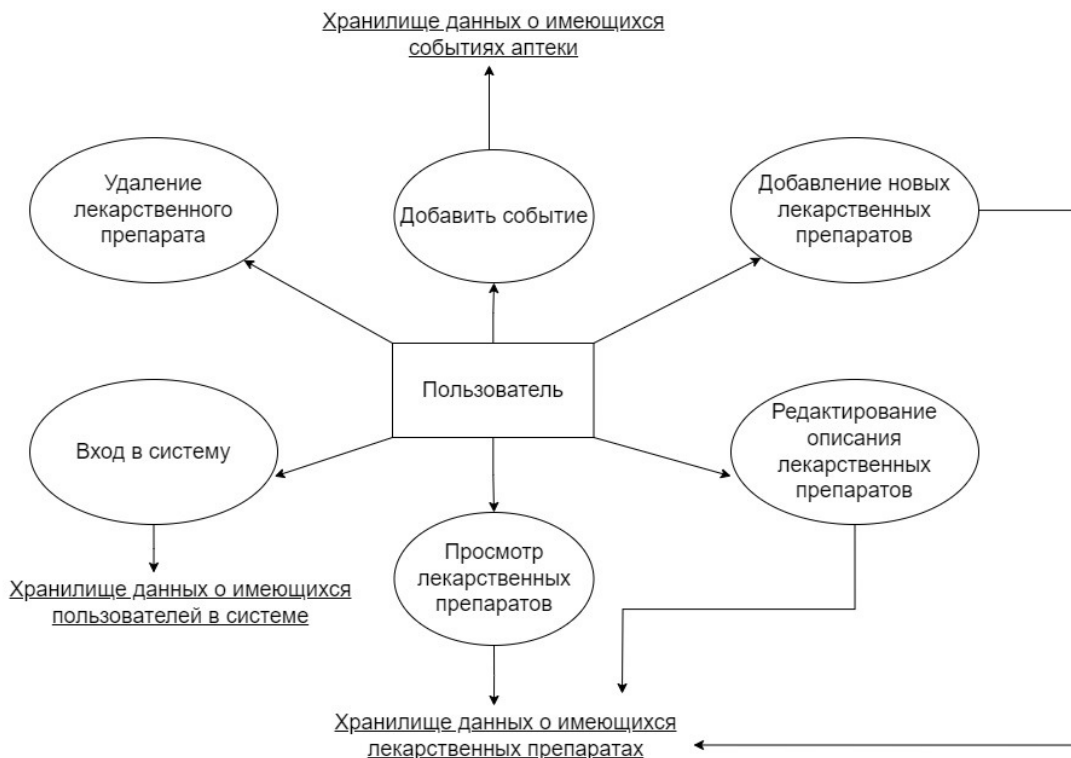 Хранилище данных о имеющихся
событиях аптеки
Удаление
лекарственного
препарата
Добавить событие
Добавление новых
лекарственных
препаратов
Пользователь
Вход в систему
Редактирование
описания
лекарственных
препаратов
Просмотр
лекарственных
препаратов
Хранилище данных о имеющихся
пользователей в системе
Хранилище данных о имеющихся
лекарственных препаратах